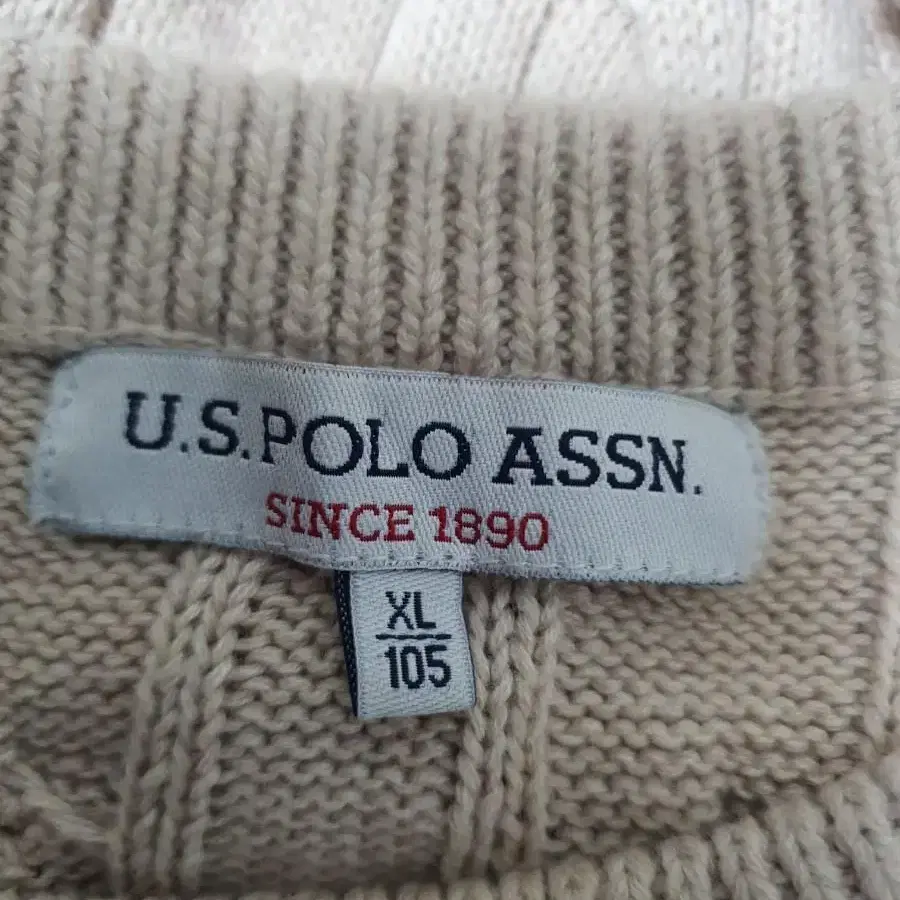 U.S. POLO ASSN.
SINCE 1890
XL
105